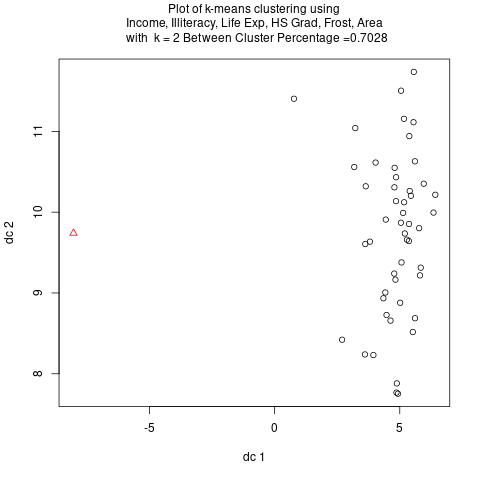 Plot of k-means clustering using
Income, Illiteracy, Life Exp, HS Grad, Frost, Area
with  k = 2 Between Cluster Percentage =0.7028
11
10
9
8
dc 2
-5 0 5
dc 1